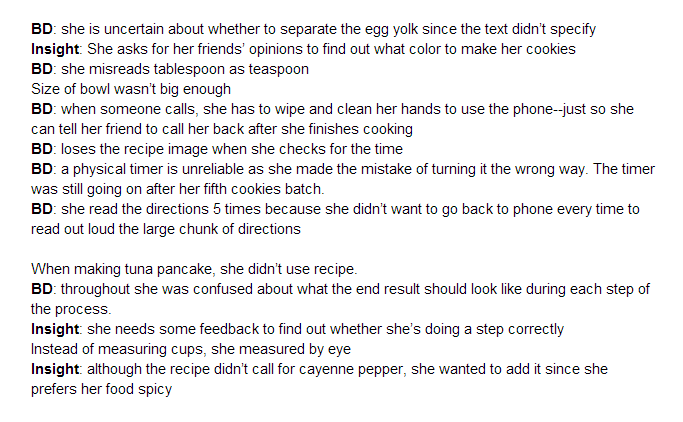 BD: she is uncertain about whether to separate the egg yolk since the text didn’t specify
Insight: She asks for her friends’ opinions to find out what color to make her cookies
BD: she misreads tablespoon as teaspoon
Size of bowl wasn’t big enough
BD: when someone calls, she has to wipe and clean her hands to use the phone--just so she
can tell her friend to call her back after she finishes cooking
BD: loses the recipe image when she checks for the time
BD: a physical timer is unreliable as she made the mistake of turning it the wrong way. The timer
was still going on after her fifth cookies batch.
BD: she read the directions 5 times because she didn’t want to go back to phone every time to
read out loud the large chunk of directions
When making tuna pancake, she didn’t use recipe.
BD: throughout she was confused about what the end result should look like during each step of
the process.
Insight: she needs some feedback to find out whether she’s doing a step correctly
Instead of measuring cups, she measured by eye
Insight: although the recipe didn’t call for cayenne pepper, she wanted to add it since she
prefers her food spicy